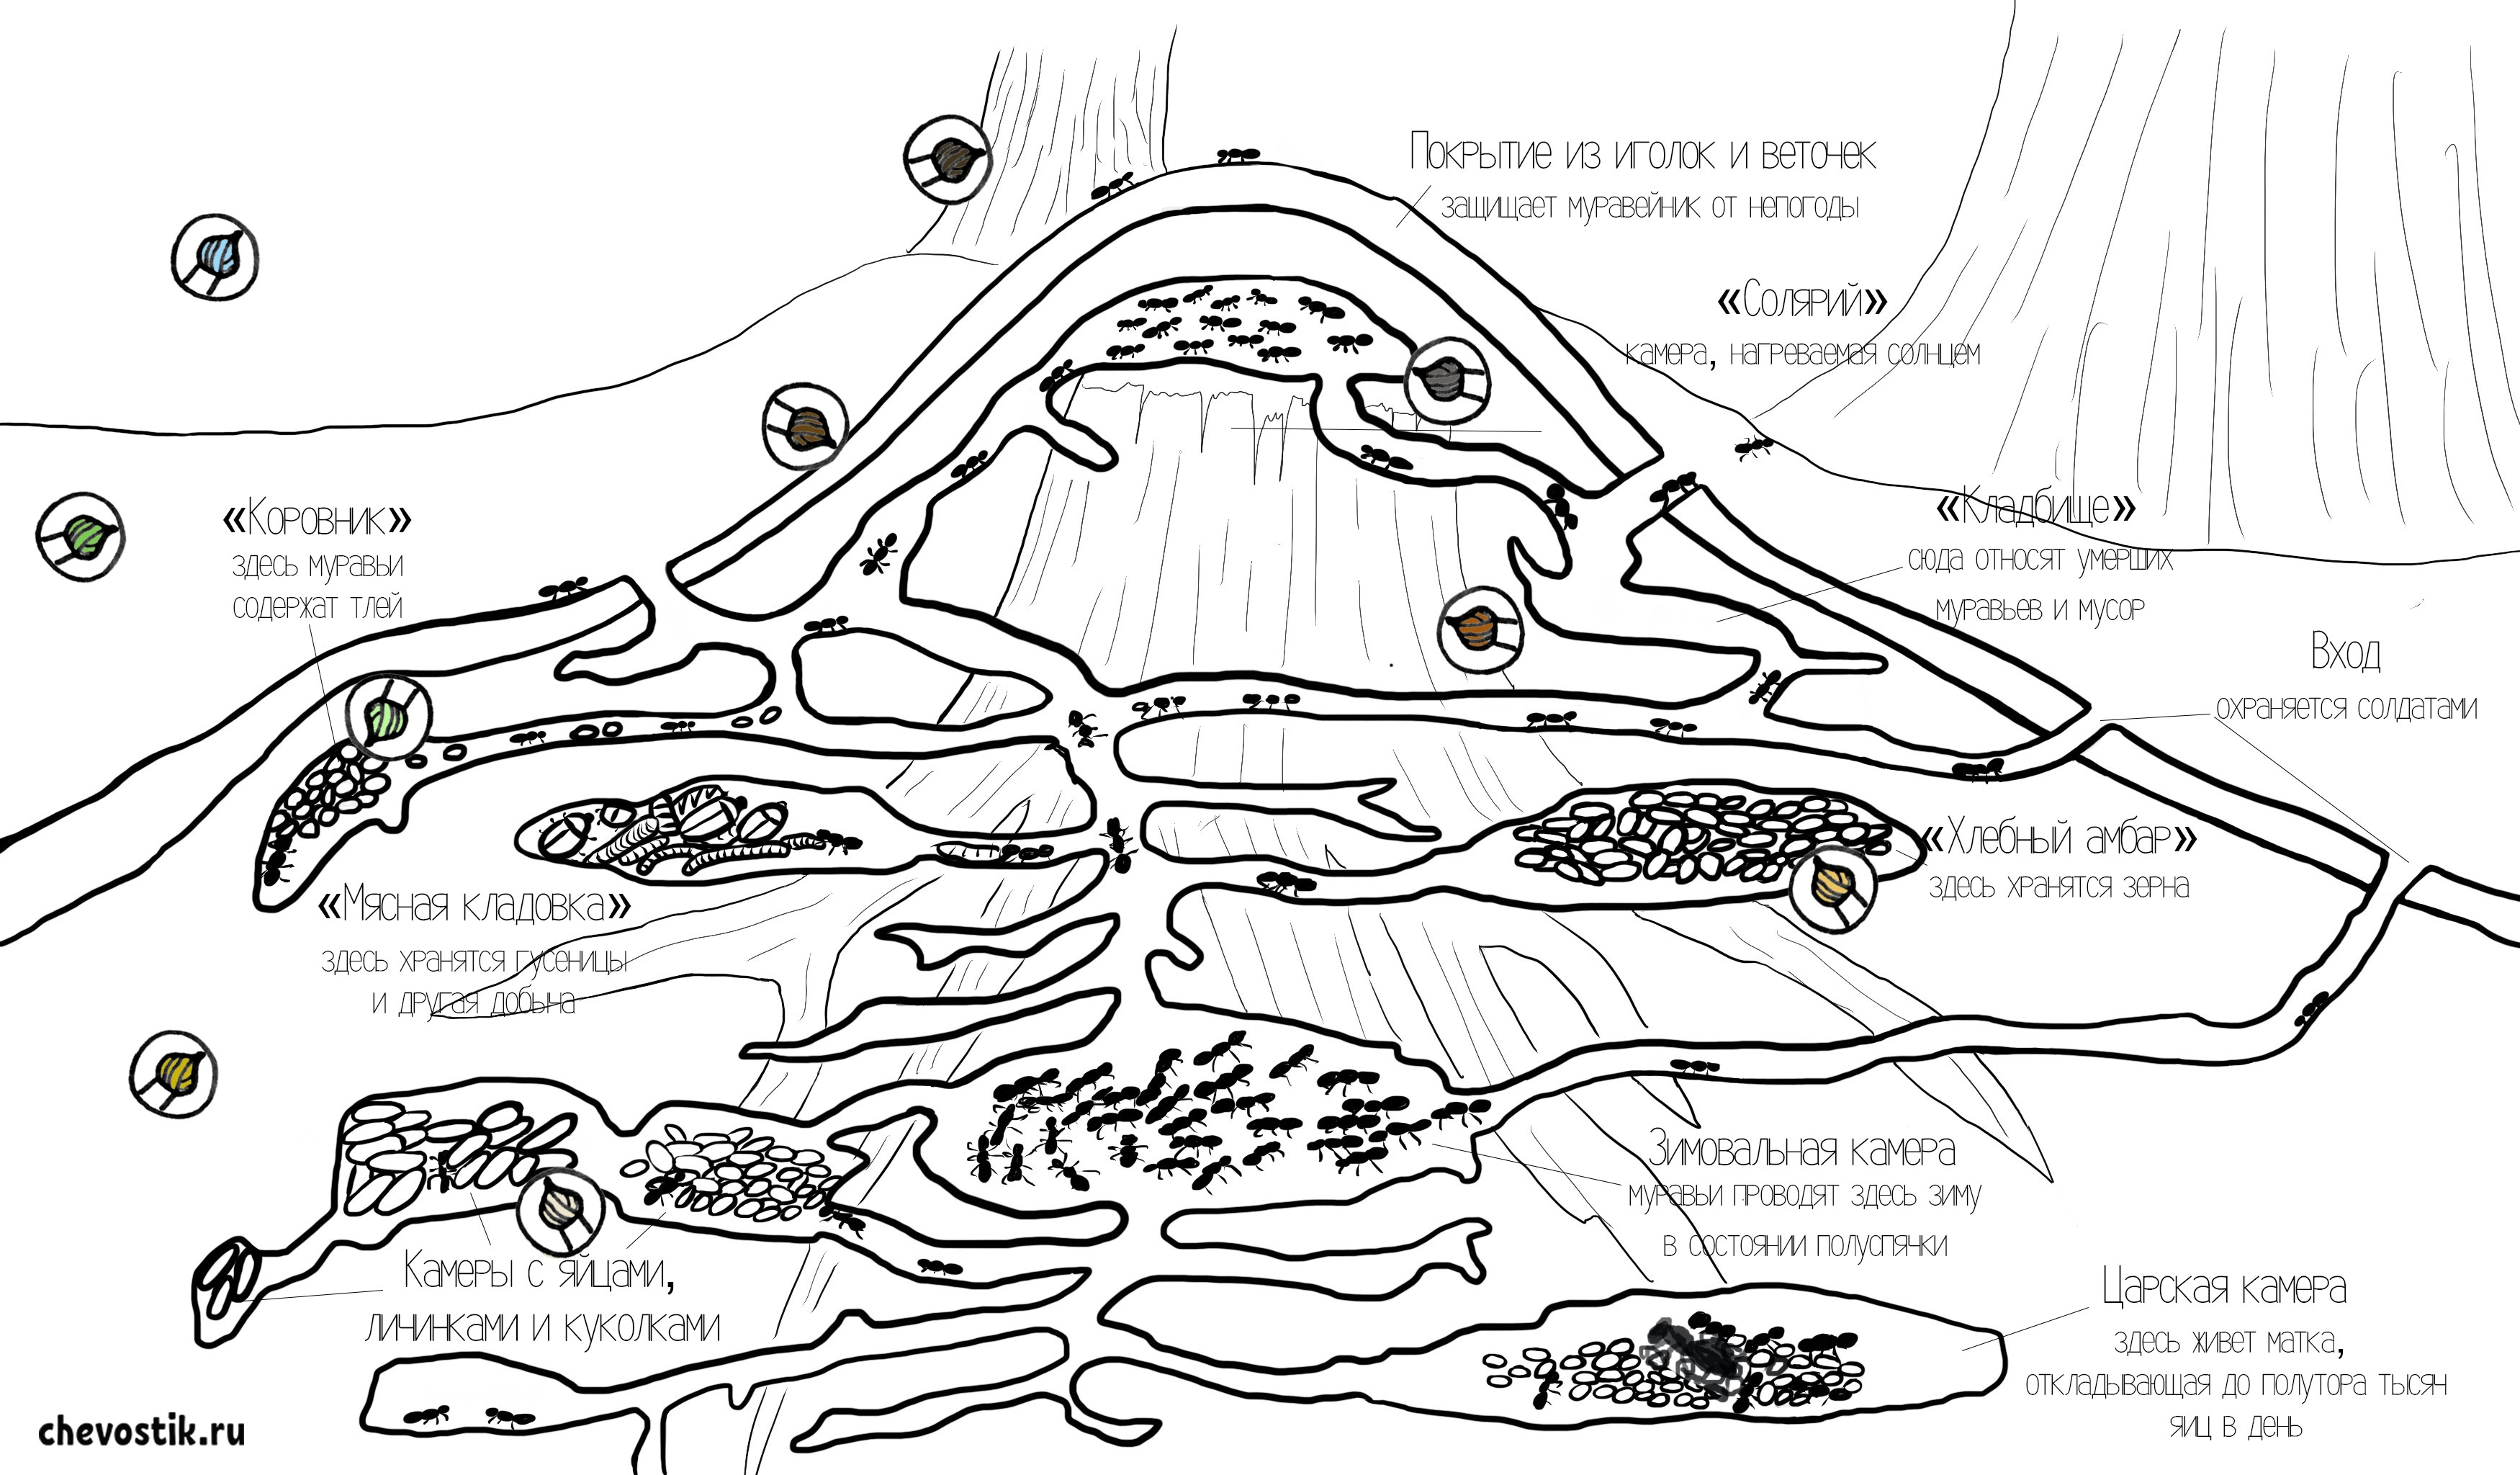 Покрытие из иголок и веточек
защищает муравейник от непогоды
«Солярий»
камера, нагреваемая солнцем
«Коровник»
здесь муравьи
содержат тлей
«Кладбище»
сюда относят умерших
муравьев и мусор
Вход
охраняется солдатами
«Хлебный амбар»
здесь хранятся зерна
«Мясная кладовка»
здесь хранятся гусеницы
и другая добыча
Зимовальная камера
муравьи проводят здесь зиму
в состоянии полуспячки
Камеры с яйцами,
личинками и куколками
Царская камера
здесь живет матка,
откладывающая до полутора тысяч
яиц в день
chevostik.ru